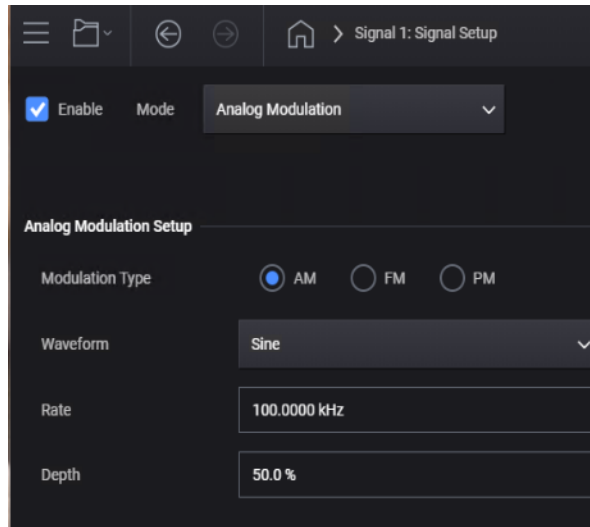 Signal 1: Signal Setup
Enable Mode Analog Modulation
Analog Modulation Setup
Modulation Type AM FM PM
Waveform Sine
Rate 100.0000 kHz
Depth 50.0 %